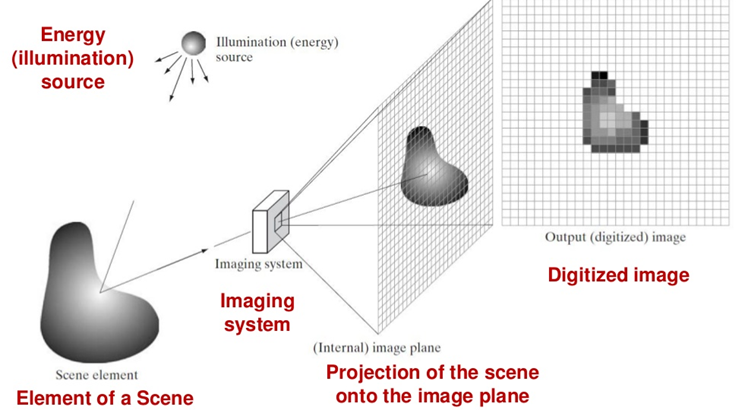 Energy
(illumination)
source
Illumination (energy)
source
Output (digitized) image
Digitized image
Imaging system
Imaging
system
(Internal) image plane
Projection of the scene
onto the image plane
Scene element
Element of a Scene